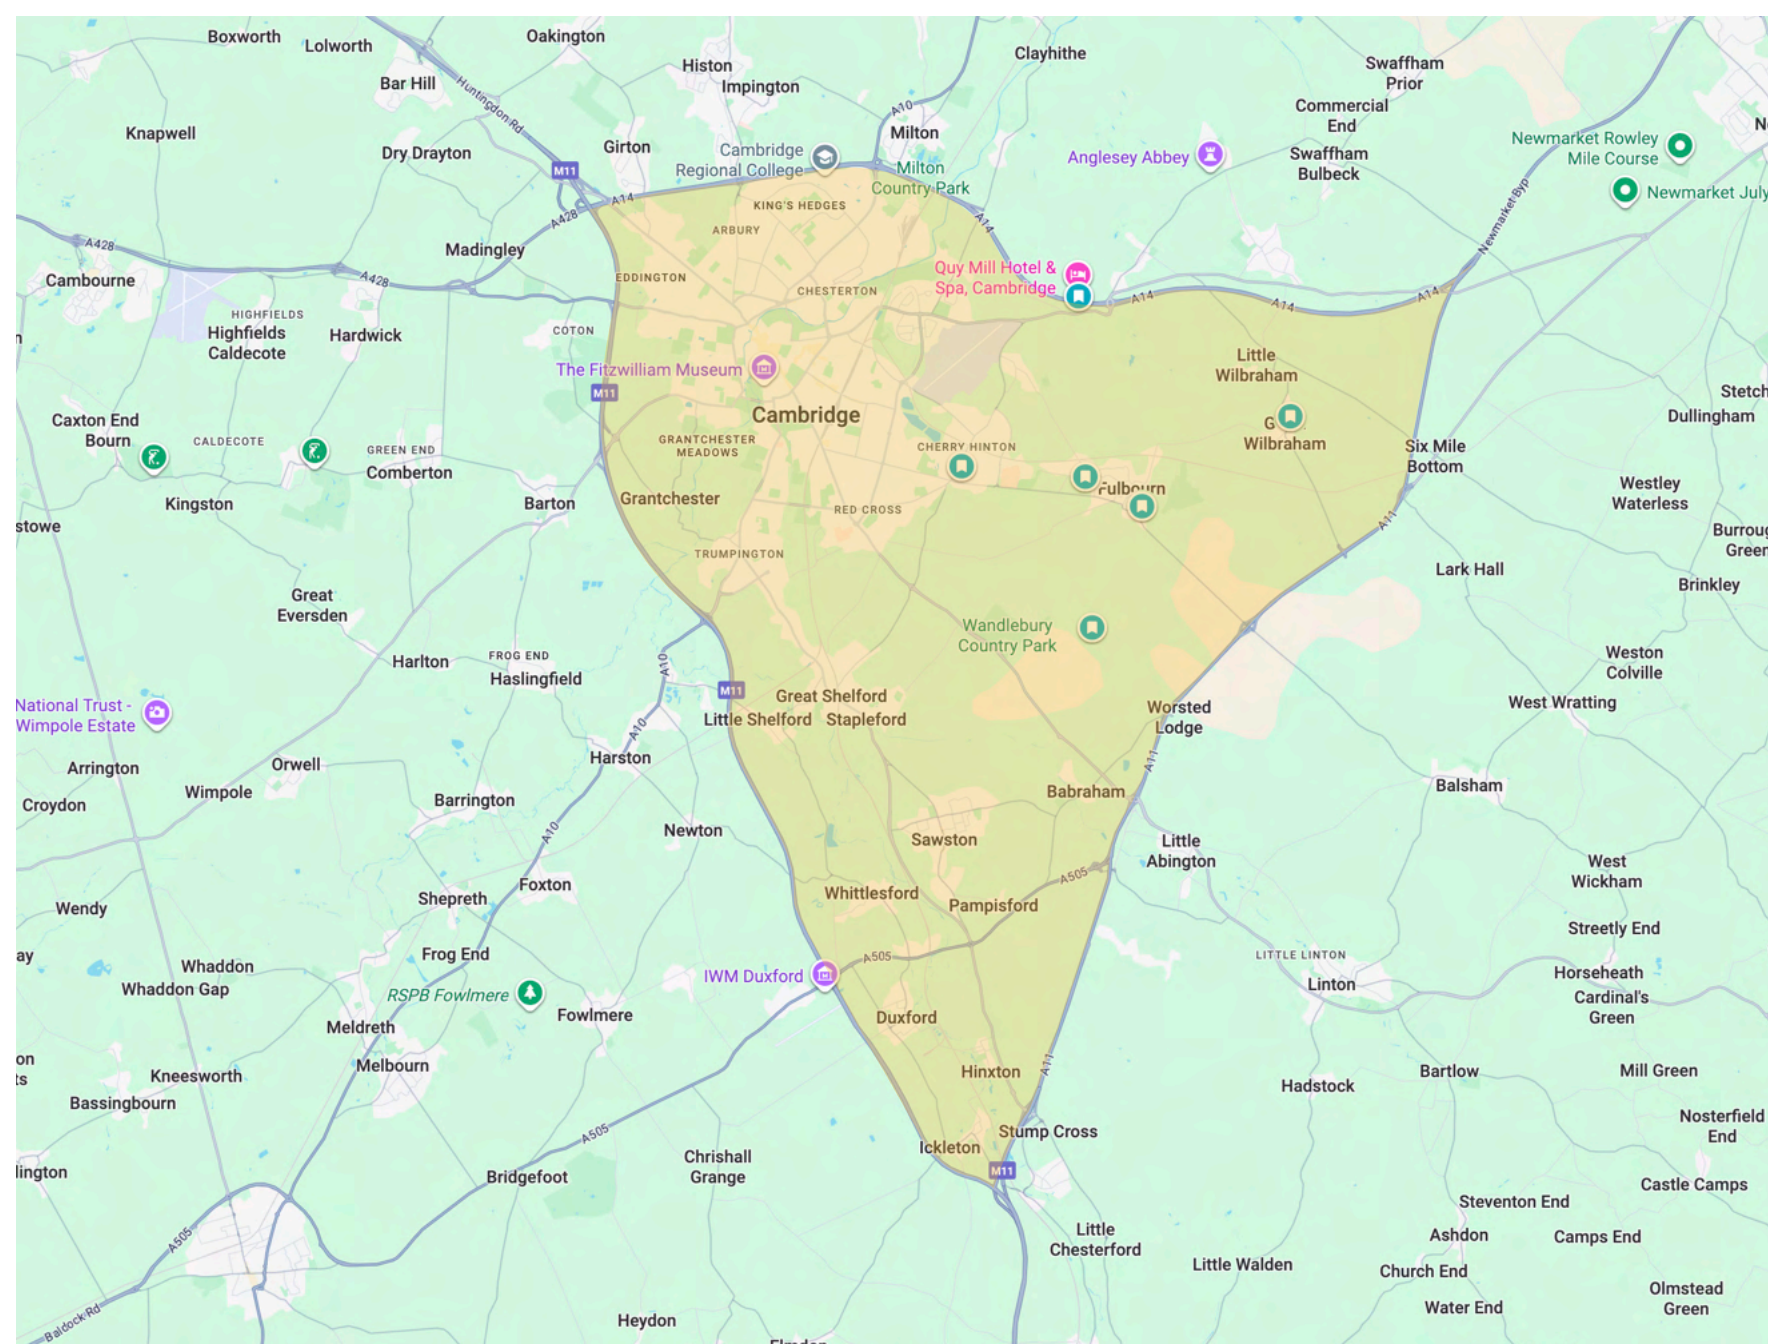 Boxworth
Lolworth
Oakington
Bar Hill
Histon
Impington
Clayhithe
Swaffham
Prior
Commercial
End
Huntingdon Rd
A10
Knapwell
Dry Drayton
Girton
Milton
Cambridge
Regional College
Milton
Country Park
Anglesey Abbey
Swaffham
Bulbeck
Newmarket Rowley
Mile Course
Newmarket July
M11
A14
KING'S HEDGES
ARBURY
A428
A14
Newmarket Byp
A428
Madingley
A428
Cambourne
EDDINGTON
CHESTERTON
Quy Mill Hotel &
Spa, Cambridge
A14
A14
A14
HIGHFIELDS
Highfields
Caldecote
Hardwick
COTON
The Fitzwilliam Museum
Little
Wilbraham
M11
Cambridge
Stetch
Dullingham
Caxton End
Bourn
CALDECOTE
GREEN END
Comberton
GRANTCHESTER
MEADOWS
CHERRY HINTON
G
Wilbraham
Six Mile
Bottom
Kingston
Barton
Grantchester
Fulbourn
Westley
Waterless
stowe
RED CROSS
A11
Burroug
Green
TRUMPINGTON
Lark Hall
Brinkley
Great
Eversden
Wandlebury
Country Park
Harlton
FROG END
Haslingfield
A10
Weston
Colville
National Trust -
Wimpole Estate
M11
Great Shelford
Little Shelford
Stapleford
Worsted
Lodge
West Wratting
A10
Harston
A11
Arrington
Orwell
Croydon
Wimpole
Barrington
Babraham
Balsham
A10
Newton
Sawston
Little
Abington
West
Wickham
Foxton
Shepreth
Whittlesford
A505
Pampisford
Wendy
Streetly End
Frog End
A505
LITTLE LINTON
ay
Whaddon
Whaddon Gap
IWM Duxford
Linton
Horseheath
Cardinal's
Green
RSPB Fowlmere
Fowlmere
Duxford
Meldreth
Melbourn
on
ts
Kneesworth
Hinxton
A11
Hadstock
Bartlow
Mill Green
Bassingbourn
Nosterfield
End
A505
Stump Cross
Ickleton
M11
lington
Bridgefoot
Chrishall
Grange
Castle Camps
Steventon End
Little
Chesterford
Ashdon
Camps End
A505
Little Walden
Church End
Olmstead
Green
Water End
Baldock Rd
Heydon